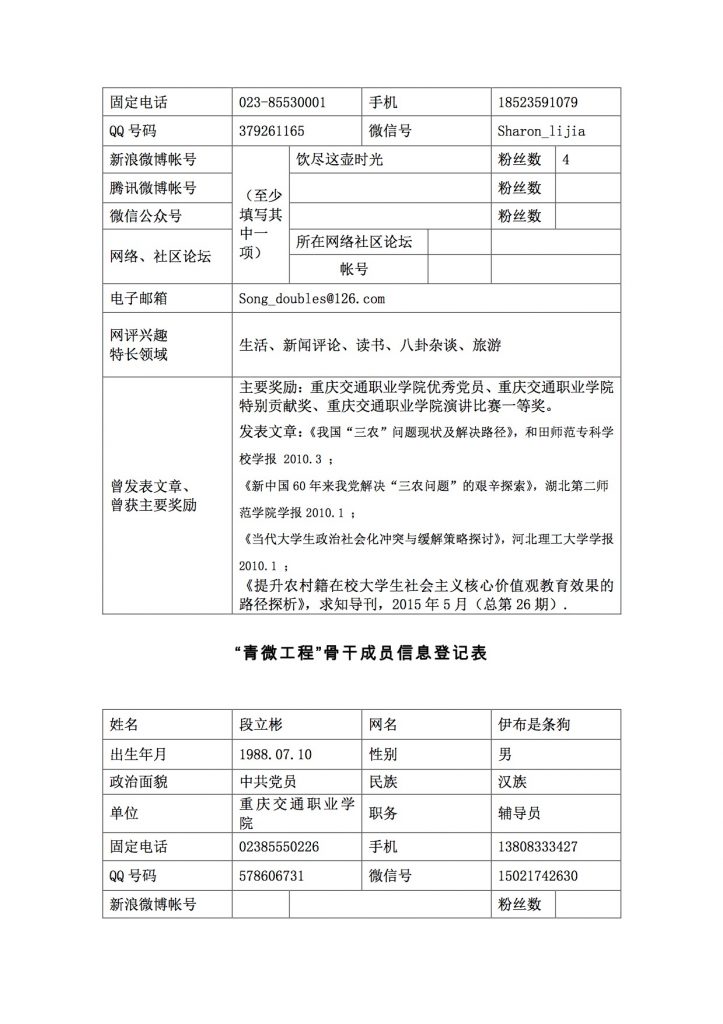 固定电话 023-85530001 手机 18523591079
QQ 号码 379261165 微信号 Sharon_lijia
新浪微博帐号 饮尽这壶时光 粉丝数 4
腾讯微博帐号 粉丝数
（至少
填写其
中一
项）
微信公众号 粉丝数
网络、社区论坛 所在网络社区论坛
帐号
电子邮箱 Song_doubles@126.com
网评兴趣
特长领域
生活、新闻评论、读书、八卦杂谈、旅游
曾发表文章、
曾获主要奖励
主要奖励：重庆交通职业学院优秀党员、重庆交通职业学院
特别贡献奖、重庆交通职业学院演讲比赛一等奖。
发表文章：《我国“三农”问题现状及解决路径》，和田师范专科学
校学报 2010.3 ；
《新中国 60 年来我党解决“三农问题”的艰辛探索》，湖北第二师
范学院学报 2010.1 ；
《当代大学生政治社会化冲突与缓解策略探讨》，河北理工大学学报
2010.1 ；
《提升农村籍在校大学生社会主义核心价值观教育效果的
路径探析》，求知导刊，2015 年 5 月（总第 26 期）.
“青微工程”骨干成员信息登记表
姓名 段立彬 网名 伊布是条狗
出生年月 1988.07.10 性别 男
政治面貌 中共党员 民族 汉族
单位 重庆交通职业学
院 职务 辅导员
固定电话 02385550226 手机 13808333427
QQ 号码 578606731 微信号 15021742630
新浪微博帐号 粉丝数